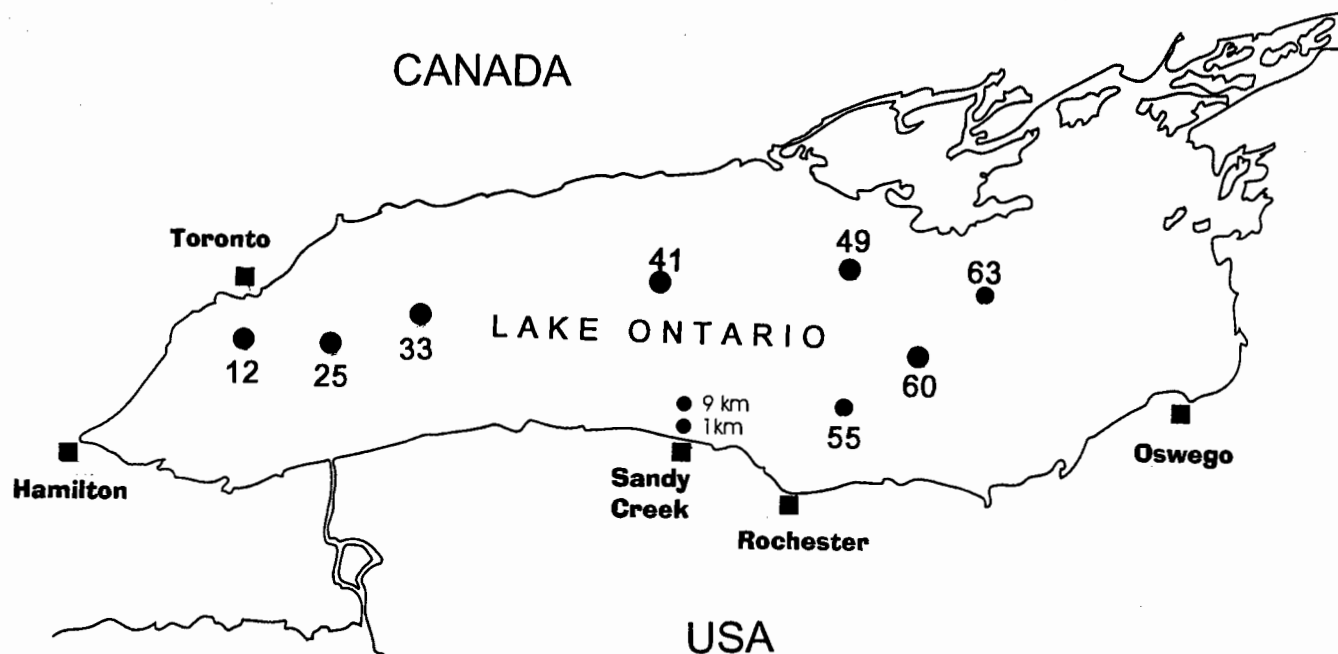 CANADA
Toronto
49
41
63
LAKE ONTARIO
33
12
25
60
9 km
1km
55
Hamilton
Sandy
Creek
Oswego
Rochester
USA